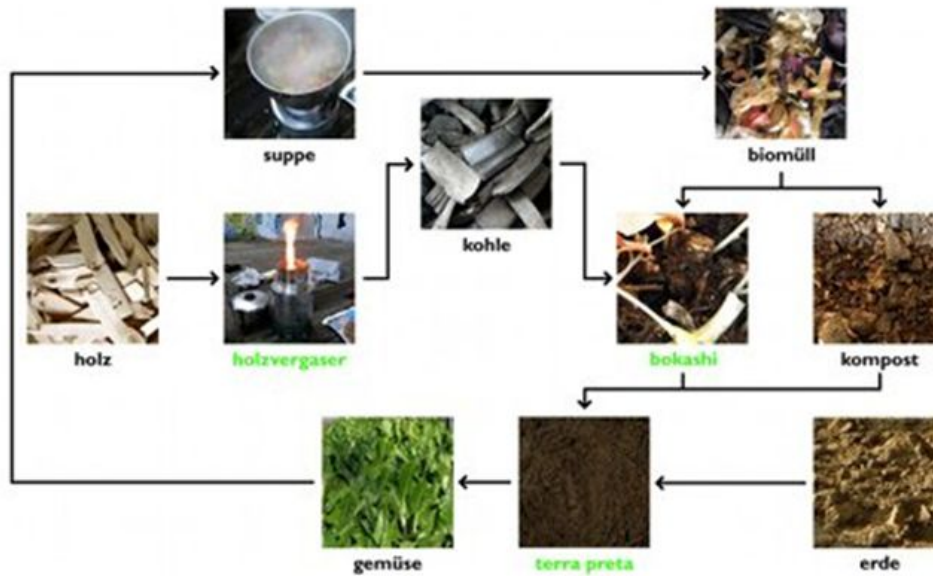 suppe
biomüll
kohle
holz
holzvergaser
bokashi
kompost
gemüse
terra preta
erde